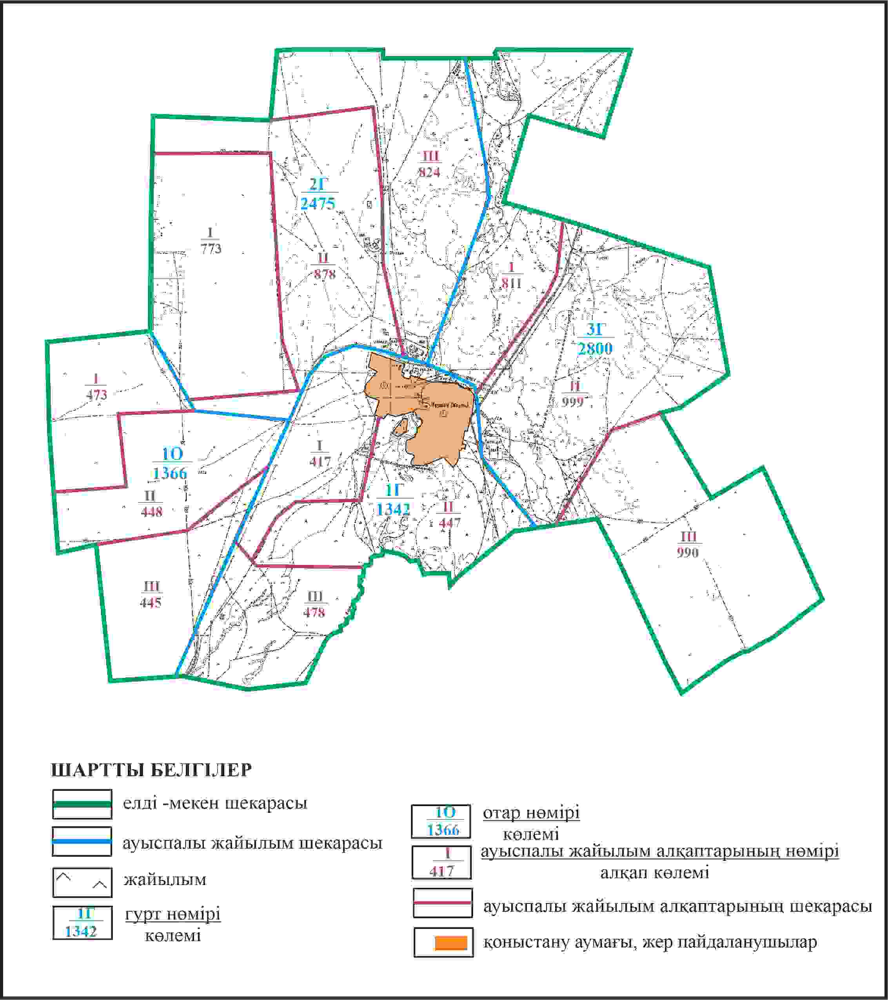 III
824
2Г
2475
I
773
II
878
I
811
3Г
2800
I
473
II
999
1О
1366
I
417
1Г
1342
II
447
II
448
III
990
III
445
III
478
ШАРТТЫ БЕЛГІЛЕР
елді -мекен шекарасы
ауыспалы жайылым шекарасы
жайылым
1Г
1342
гурт нөмірі
көлемі
1О
1366
отар нөмірі
көлемі
I
417
ауыспалы жайылым алқаптарының нөмірі
алқап көлемі
ауыспалы жайылым алқаптарының шекарасы
қоныстану аумағы, жер пайдаланушылар